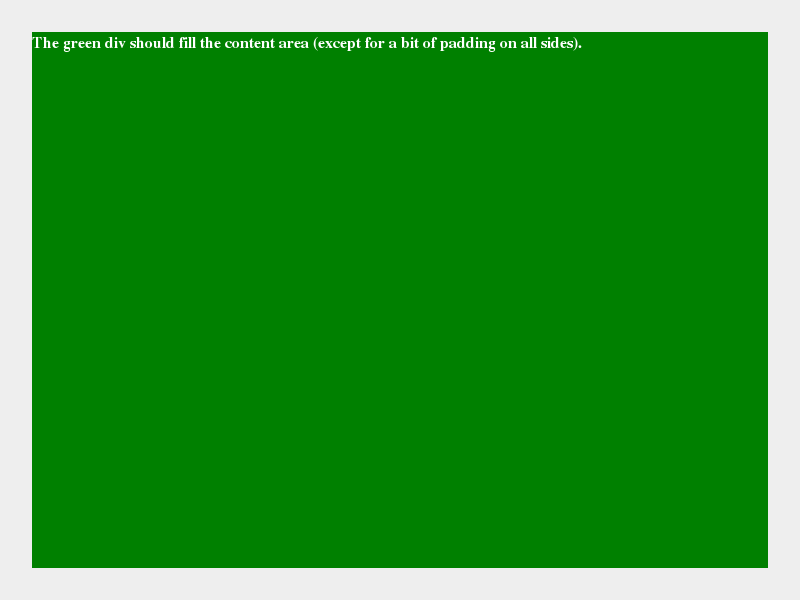 The green div should fill the content area (except for a bit of padding on all sides).